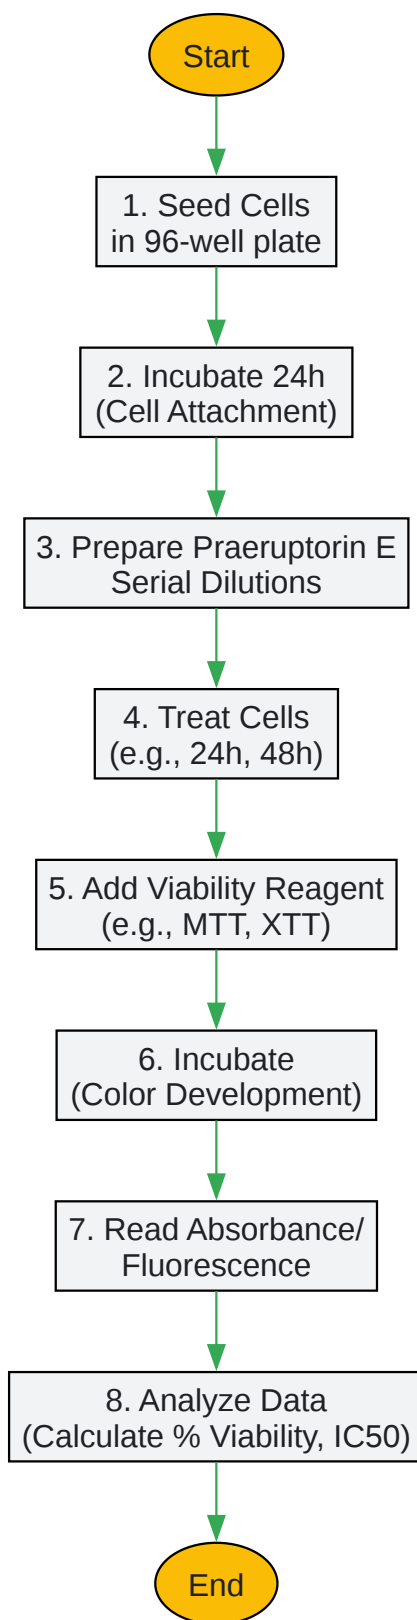 Start
1. Seed Cells
in 96-well plate
2. Incubate 24h
(Cell Attachment)
3. Prepare Praeruptorin E
Serial Dilutions
4. Treat Cells
(e.g., 24h, 48h)
5. Add Viability Reagent
(e.g., MTT, XTT)
6. Incubate
(Color Development)
7. Read Absorbance/
Fluorescence
8. Analyze Data
(Calculate % Viability, IC50)
End